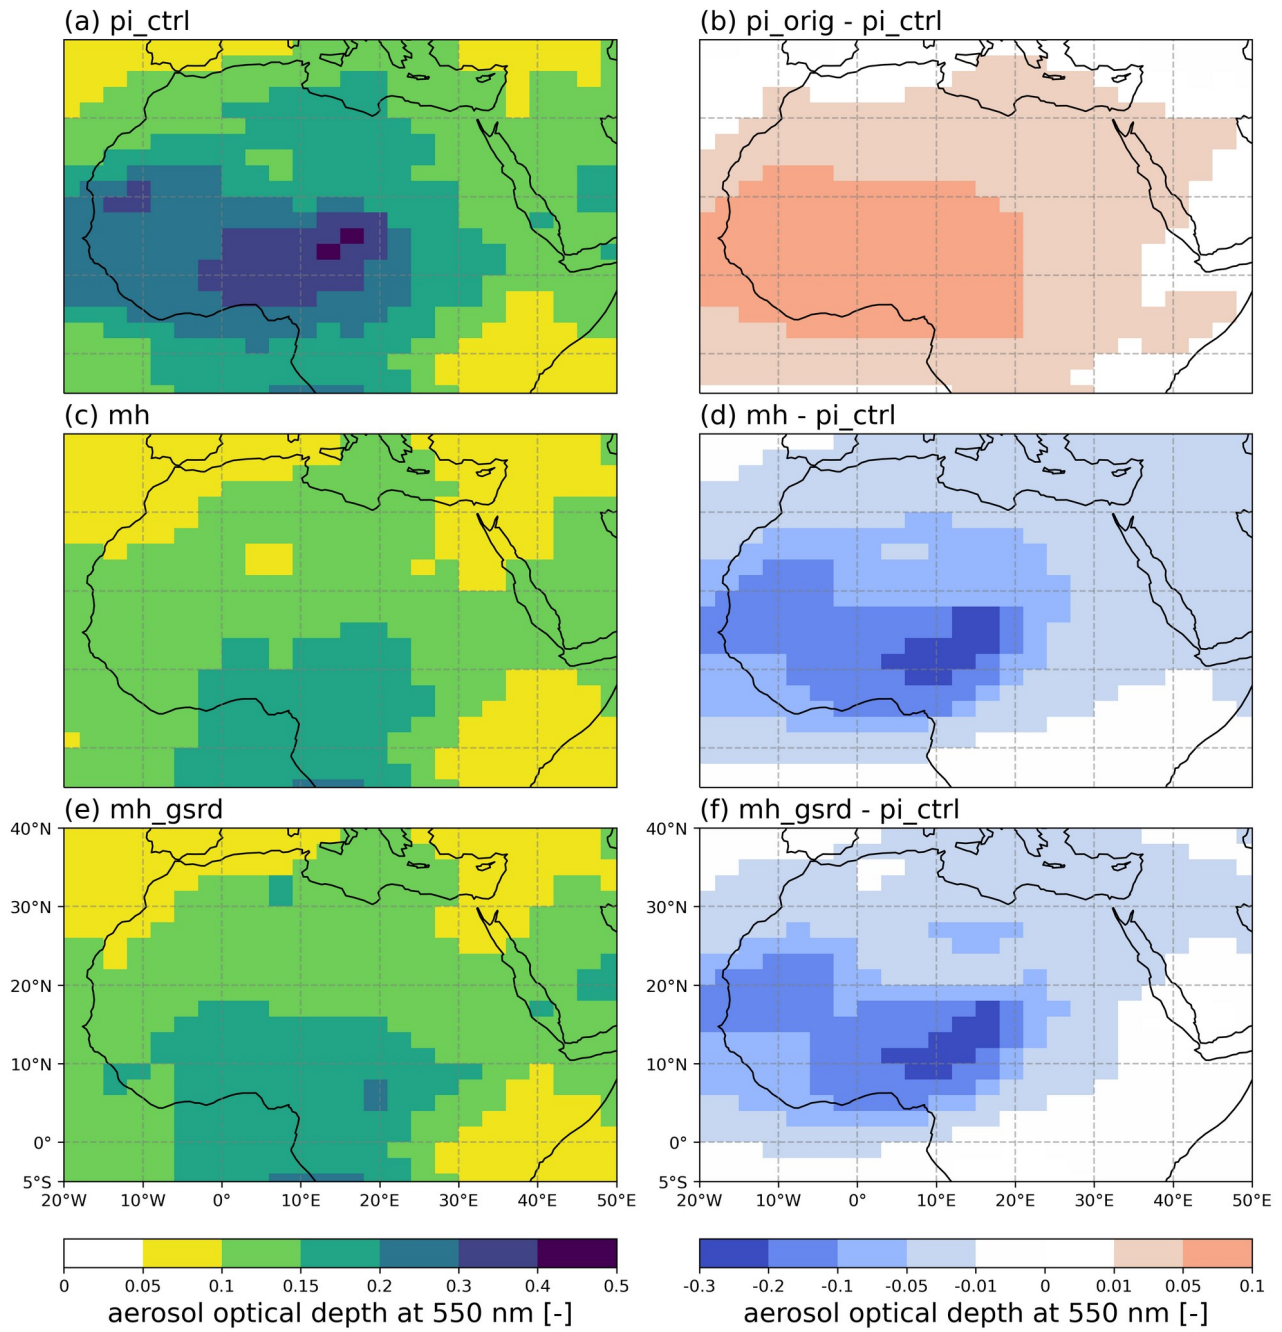 (a) pi_ctrl
(b) pi_orig - pi_ctrl
(c) mh
(d) mh - pi_ctrl
(e) mh_gsrd
(f) mh_gsrd - pi_ctrl
40°N
30°N
20°N
10°N
0°
5°S
20°W 10°W 0° 10°E 20°E 30°E 40°E 50°E
40°N
30°N
20°N
10°N
0°
5°S
20°W 10°W 0° 10°E 20°E 30°E 40°E 50°E
0 0.05 0.1 0.15 0.2 0.3 0.4 0.5
aerosol optical depth at 550 nm [-]
-0.3 -0.2 -0.1 -0.05 -0.01 0 0.01 0.05 0.1
aerosol optical depth at 550 nm [-]